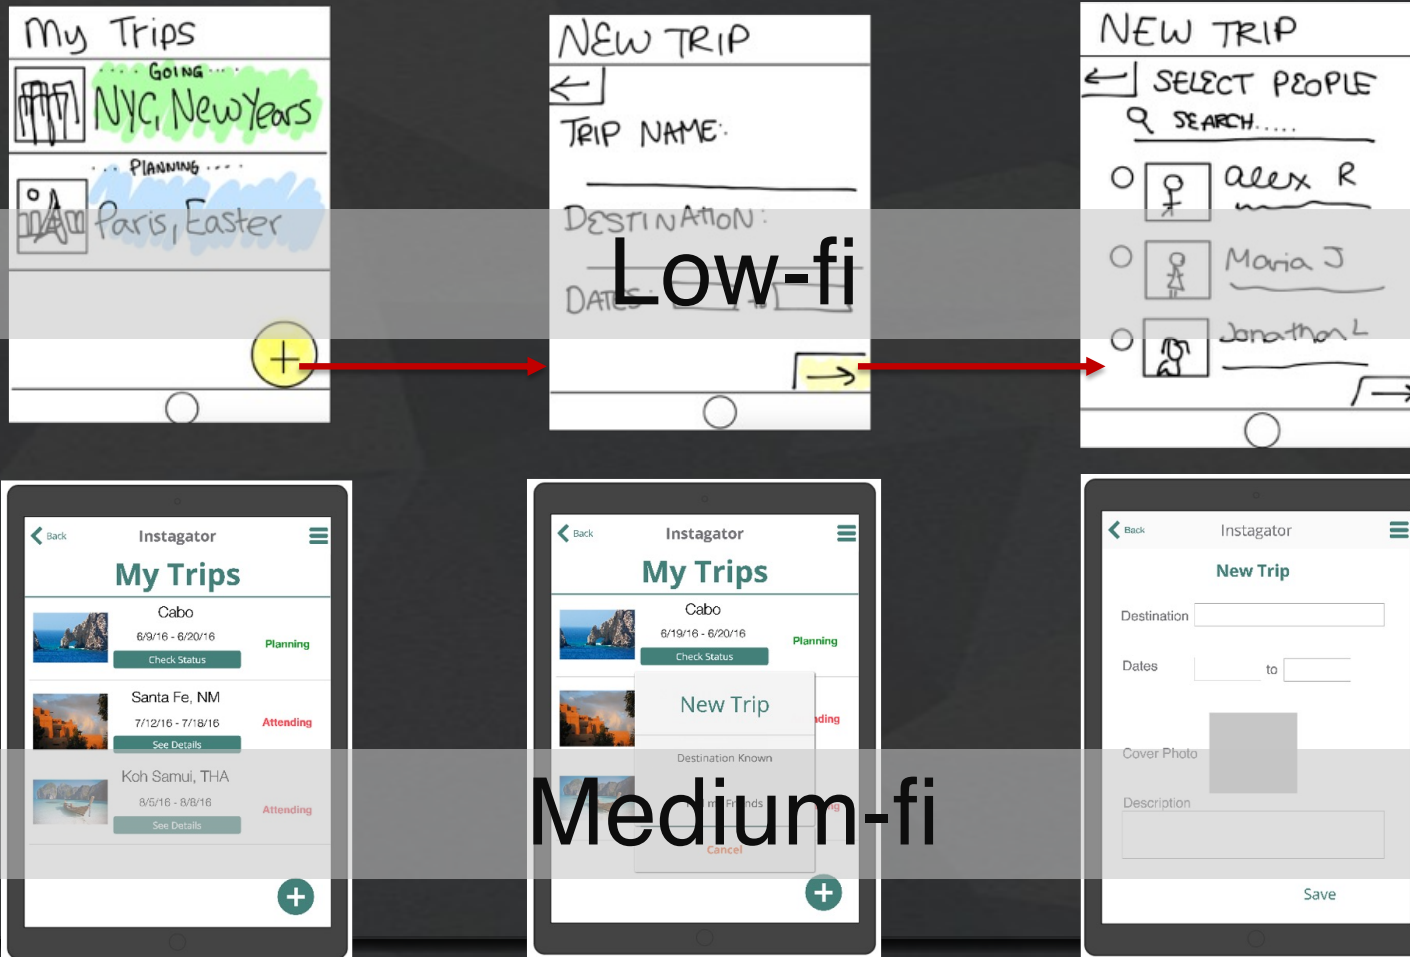 My Trips
GOING
NYC, New Years
PLANNING
Paris, Easter
NEW TRIP
TRIP NAME:
DESTINATION:
DATES: to
NEW TRIP
SELECT PEOPLE
SEARCH.....
alex R
Maria J
Jonathan L
Low-fi
Back
Instagator
My Trips
Cabo
6/9/16 - 6/20/16
Planning
Check Status
Santa Fe, NM
7/12/16 - 7/18/16
Attending
See Details
Koh Samui, THA
8/5/16 - 8/8/16
Attending
See Details
Back
Instagator
My Trips
Cabo
6/19/16 - 6/20/16
Planning
Check Status
New Trip
Destination Known
Friends
Cancel
Back
Instagator
New Trip
Destination
Dates
to
Cover Photo
Description
Save
Medium-fi